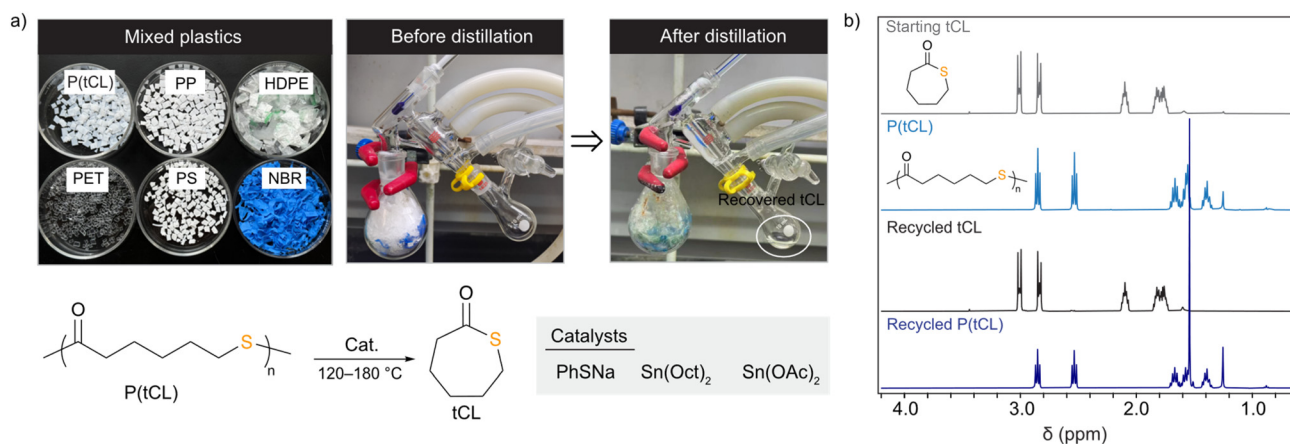 a)
Mixed plastics
Before distillation
After distillation
P(tCL)
PP
HDPE
PET
PS
NBR
⇒
Recovered tCL
O
S
n
P(tCL)
Cat.
120–180 °C
O
S
tCL
Catalysts
PhSNa Sn(Oct)2 Sn(OAc)2
b)
Starting tCL
O
S
P(tCL)
O
S
n
Recycled tCL
Recycled P(tCL)
4.0 3.0 2.0 1.0
δ (ppm)